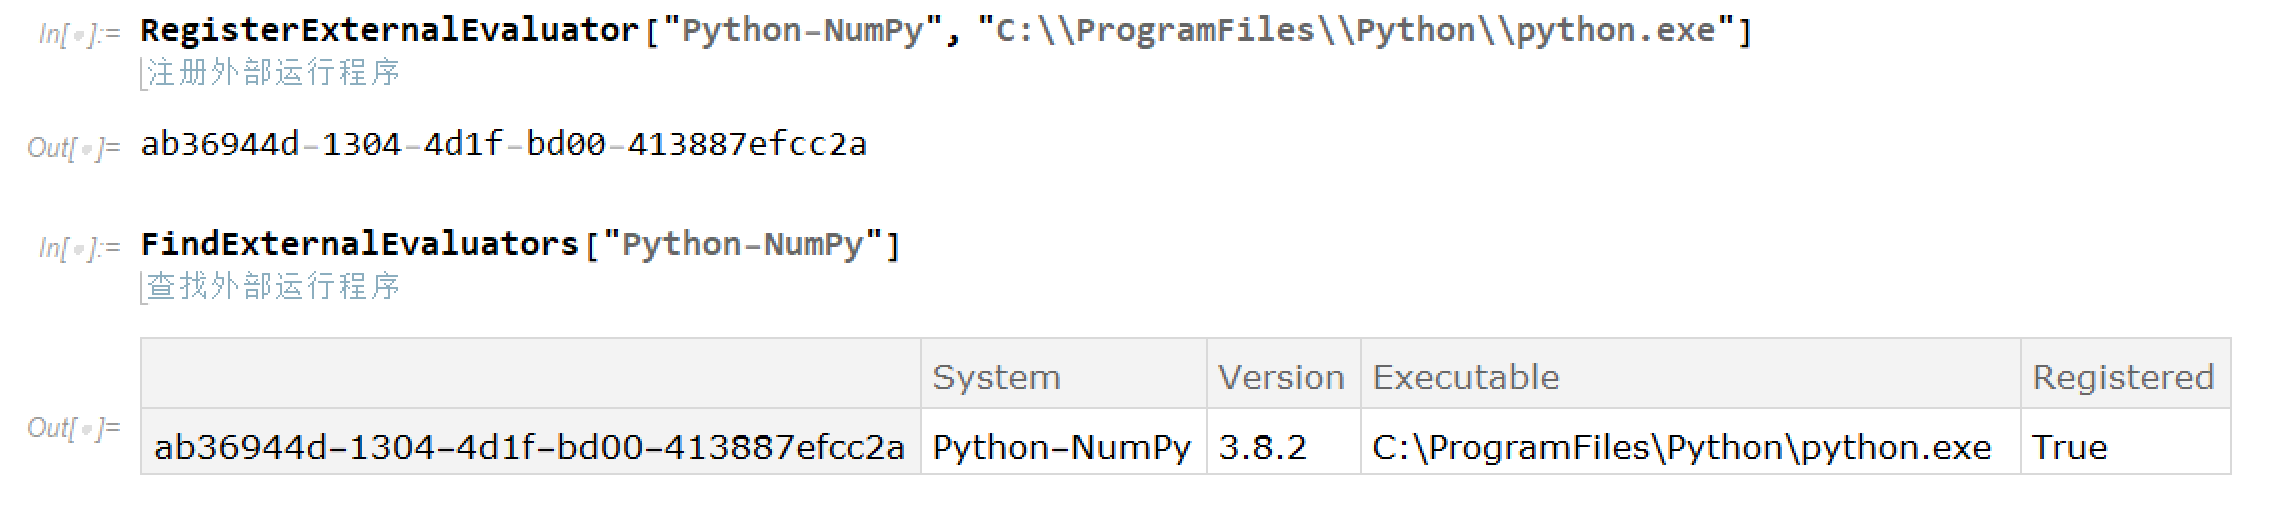 In[•]:= RegisterExternalEvaluator["Python-NumPy", "C:\\ProgramFiles\\Python\\python.exe"]
注册外部运行程序
Out[•]= ab36944d-1304-4d1f-bd00-413887efcc2a
In[•]:= FindExternalEvaluators["Python-NumPy"]
查找外部运行程序
System Version Executable Registered
Out[•]= ab36944d-1304-4d1f-bd00-413887efcc2a Python-NumPy 3.8.2 C:\ProgramFiles\Python\python.exe True